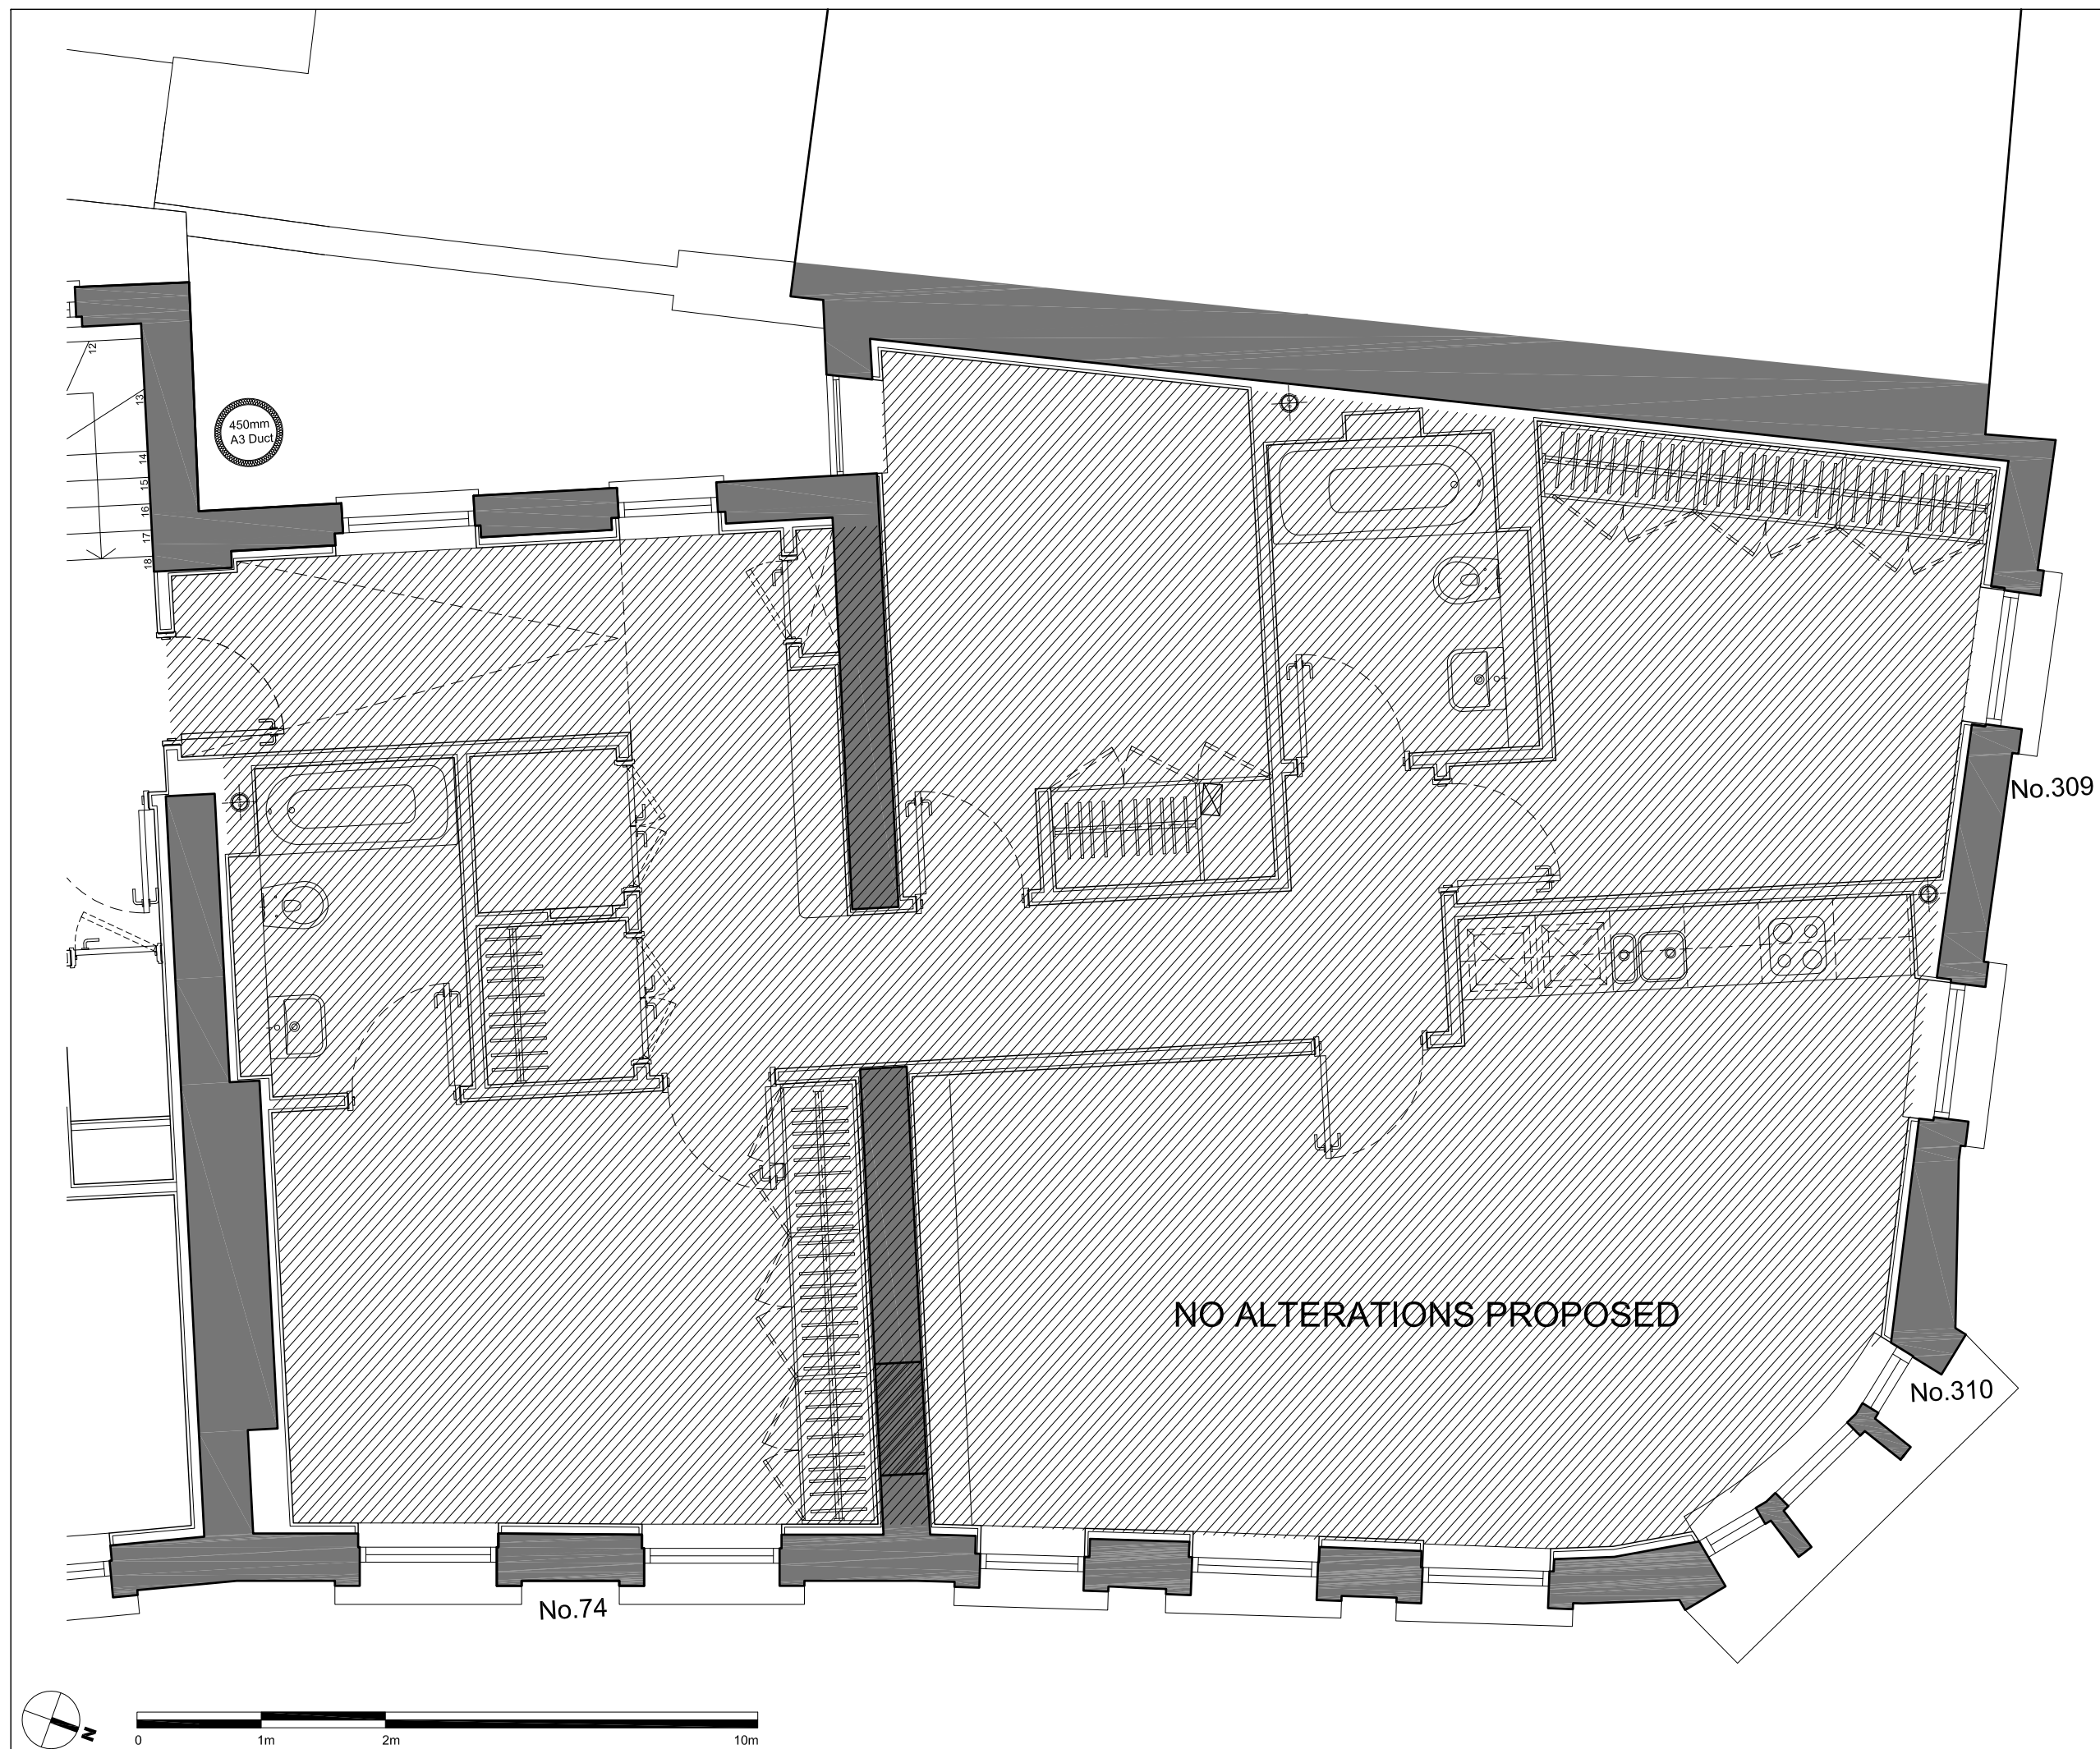 12
13
14
15
16
17
18
450mm
A3 Duct
No.309
NO ALTERATIONS PROPOSED
No.310
No.74
N
0 1m 2m 10m